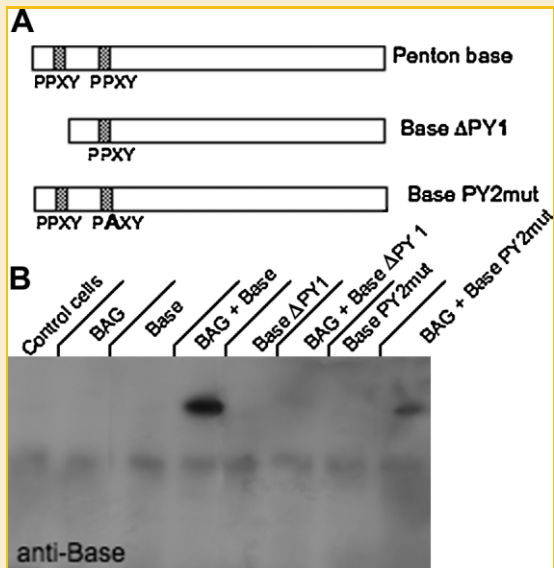 A
Penton base
PPXY PPXY
Base ΔPY1
PPXY
Base PY2mut
PPXY PAXY
B
Control cells
BAG
Base
BAG + Base
Base ΔPY1
BAG + Base ΔPY 1
Base PY2mut
BAG + Base PY2mut
anti-Base